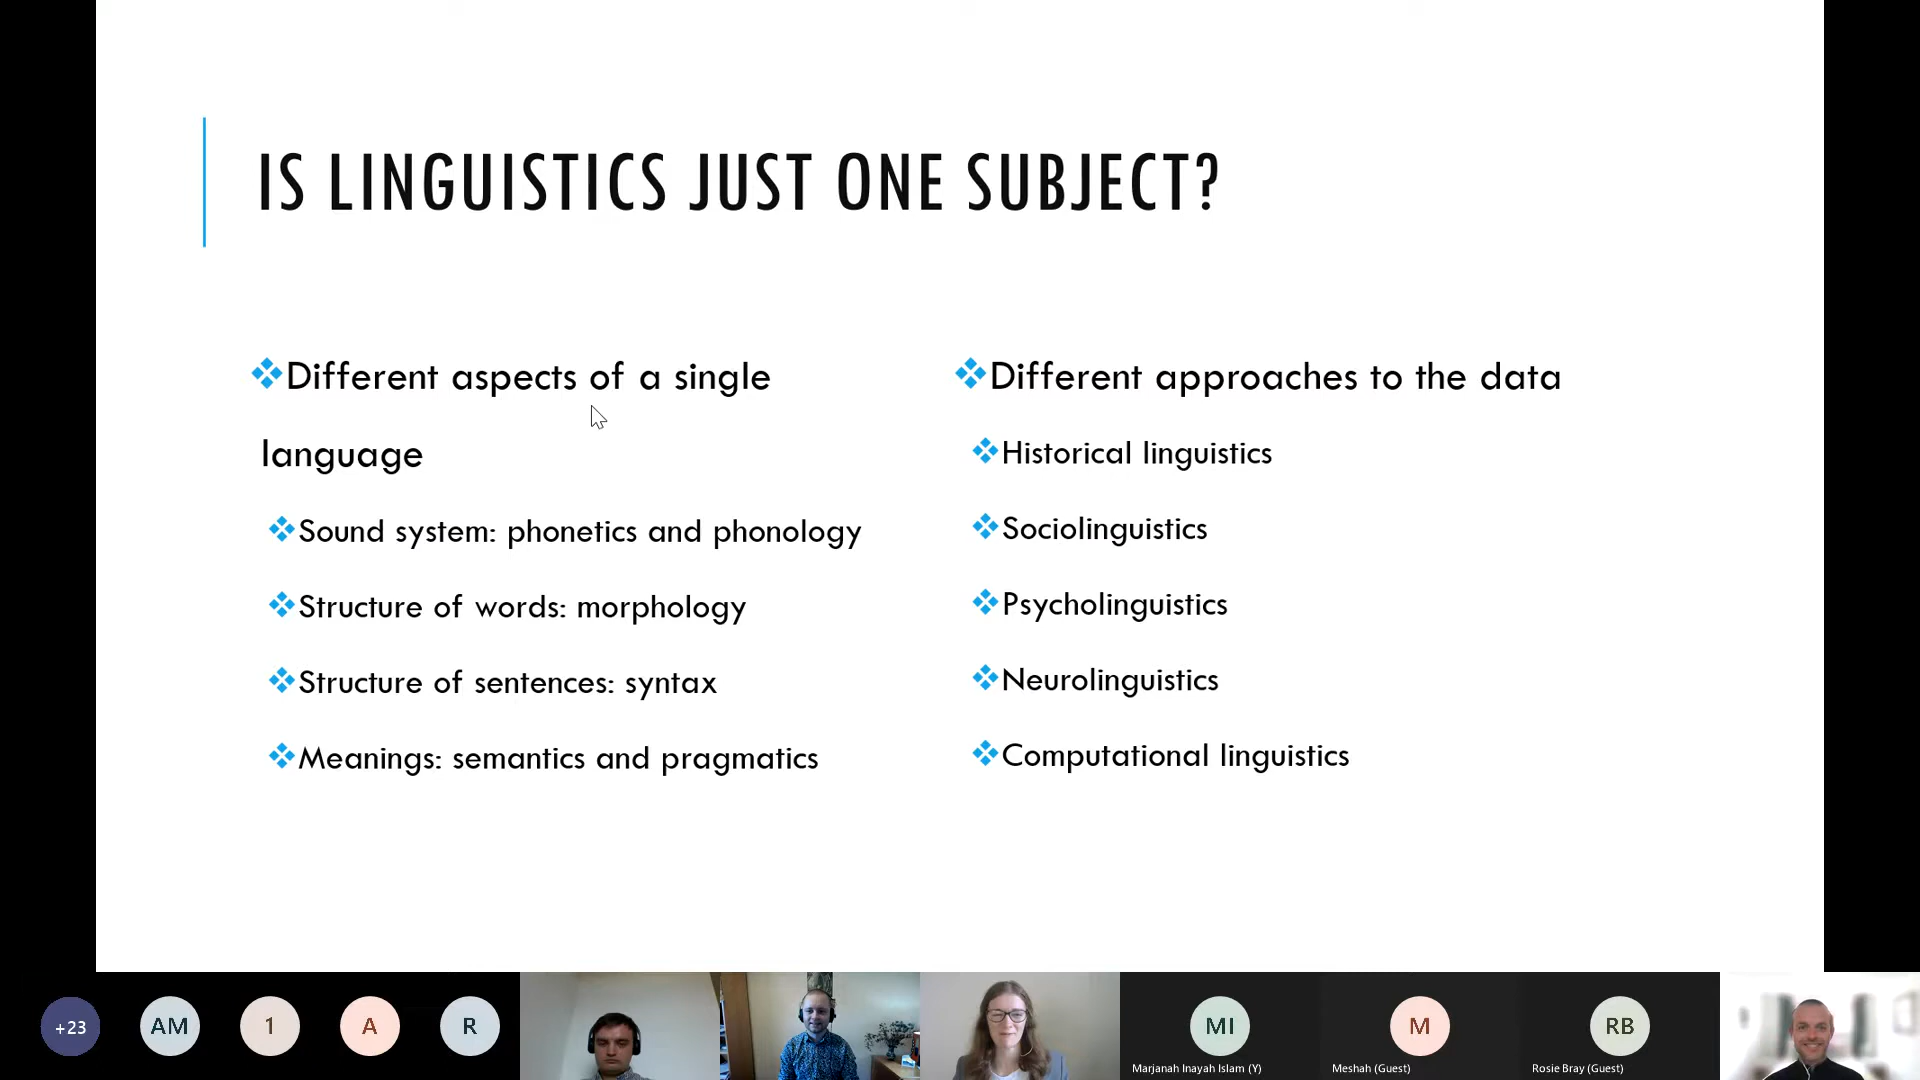 IS LINGUISTICS JUST ONE SUBJECT?
Different aspects of a single
language
Sound system: phonetics and phonology
Structure of words: morphology
Structure of sentences: syntax
Meanings: semantics and pragmatics
Different approaches to the data
Historical linguistics
Sociolinguistics
Psycholinguistics
Neurolinguistics
Computational linguistics
+23
AM
1
A
R
MI
Marjanah Inayah Islam (Y)
M
Meshah (Guest)
RB
Rosie Bray (Guest)